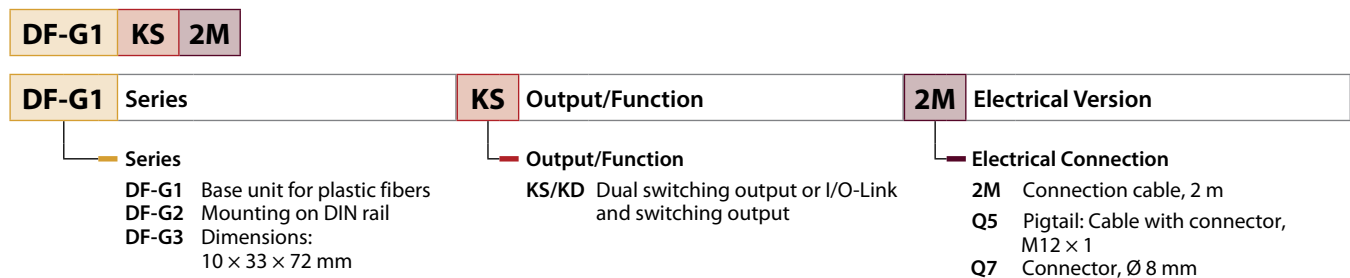 DF-G1 KS 2M
DF-G1 Series KS Output/Function 2M Electrical Version
Series
DF-G1 Base unit for plastic fibers
DF-G2 Mounting on DIN rail
DF-G3 Dimensions:
10 × 33 × 72 mm
Output/Function
KS/KD Dual switching output or I/O-Link
and switching output
Electrical Connection
2M Connection cable, 2 m
Q5 Pigtail: Cable with connector,
M12 × 1
Q7 Connector, Ø 8 mm